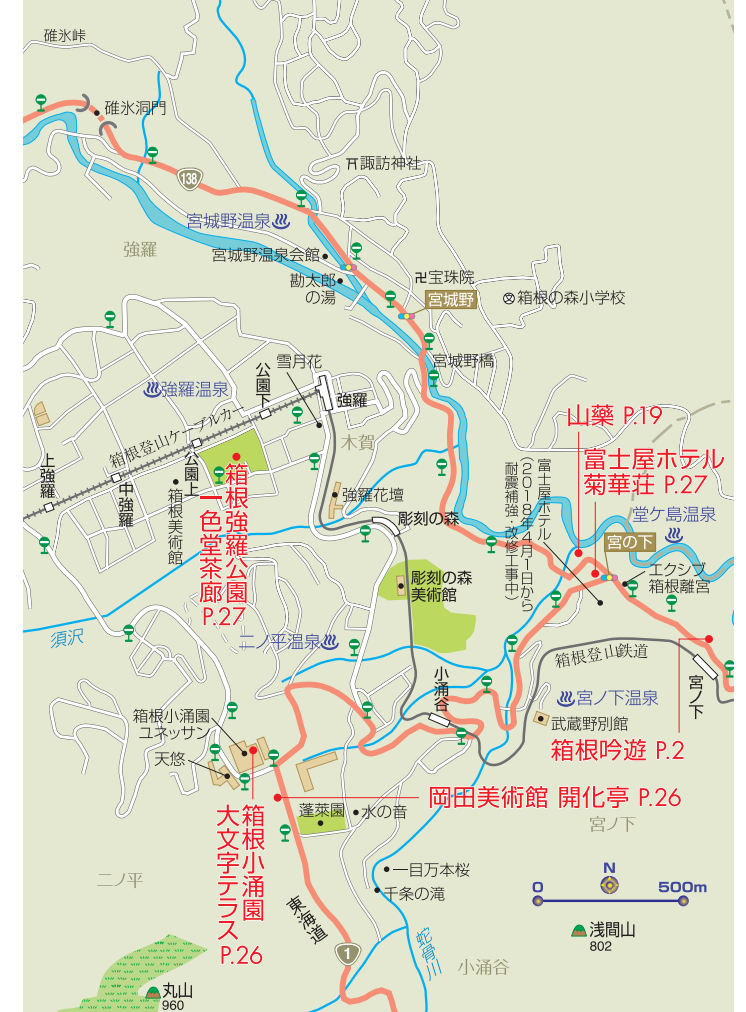 碓氷峠
碓氷洞門
138
諏訪神社
宮城野温泉
強羅
宮城野温泉会館
勘太郎
の湯
宝珠院
宮城野
箱根の森小学校
宮城野橋
雪月花
公園下
強羅温泉
強羅
箱根登山ケーブルカー
木賀
公園上
上強羅
中強羅
箱根美術館
箱根強羅公園
一色堂茶廊
P.27
強羅花壇
彫刻の森
彫刻の森
美術館
山藥 P.19
富士屋ホテル
菊華荘 P.27
富士屋ホテル
(2018年4月1日から
耐震補強・改修工事中)
堂ケ島温泉
宮の下
エクシブ
箱根離宮
須沢
二ノ平温泉
箱根登山鉄道
宮ノ下
小涌谷
宮ノ下温泉
武蔵野別館
箱根吟遊 P.2
箱根小涌園
ユネッサン
天悠
岡田美術館 開化亭 P.26
宮ノ下
箱根小涌園
大文字テラス
P.26
蓬萊園
水の音
二ノ平
一目万本桜
千条の滝
0
N
500m
浅間山
802
東海道
1
蛇骨川
小涌谷
丸山
960